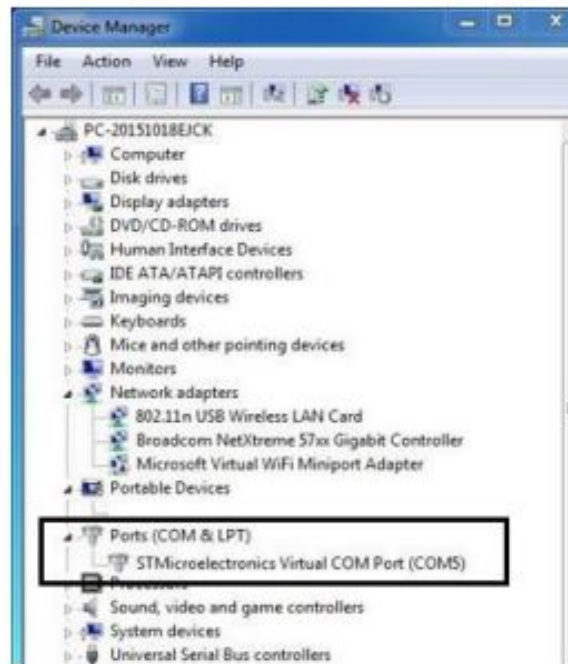 Device Manager
File Action View Help
PC-20151018EJCK
Computer
Disk drives
Display adapters
DVD/CD-ROM drives
Human Interface Devices
IDE ATA/ATAPI controllers
Imaging devices
Keyboards
Mice and other pointing devices
Monitors
Network adapters
802.11n USB Wireless LAN Card
Broadcom NetXtreme 57xx Gigabit Controller
Microsoft Virtual WiFi Miniport Adapter
Portable Devices
Ports (COM & LPT)
STMicroelectronics Virtual COM Port (COM5)
Processors
Sound, video and game controllers
System devices
Universal Serial Bus controllers